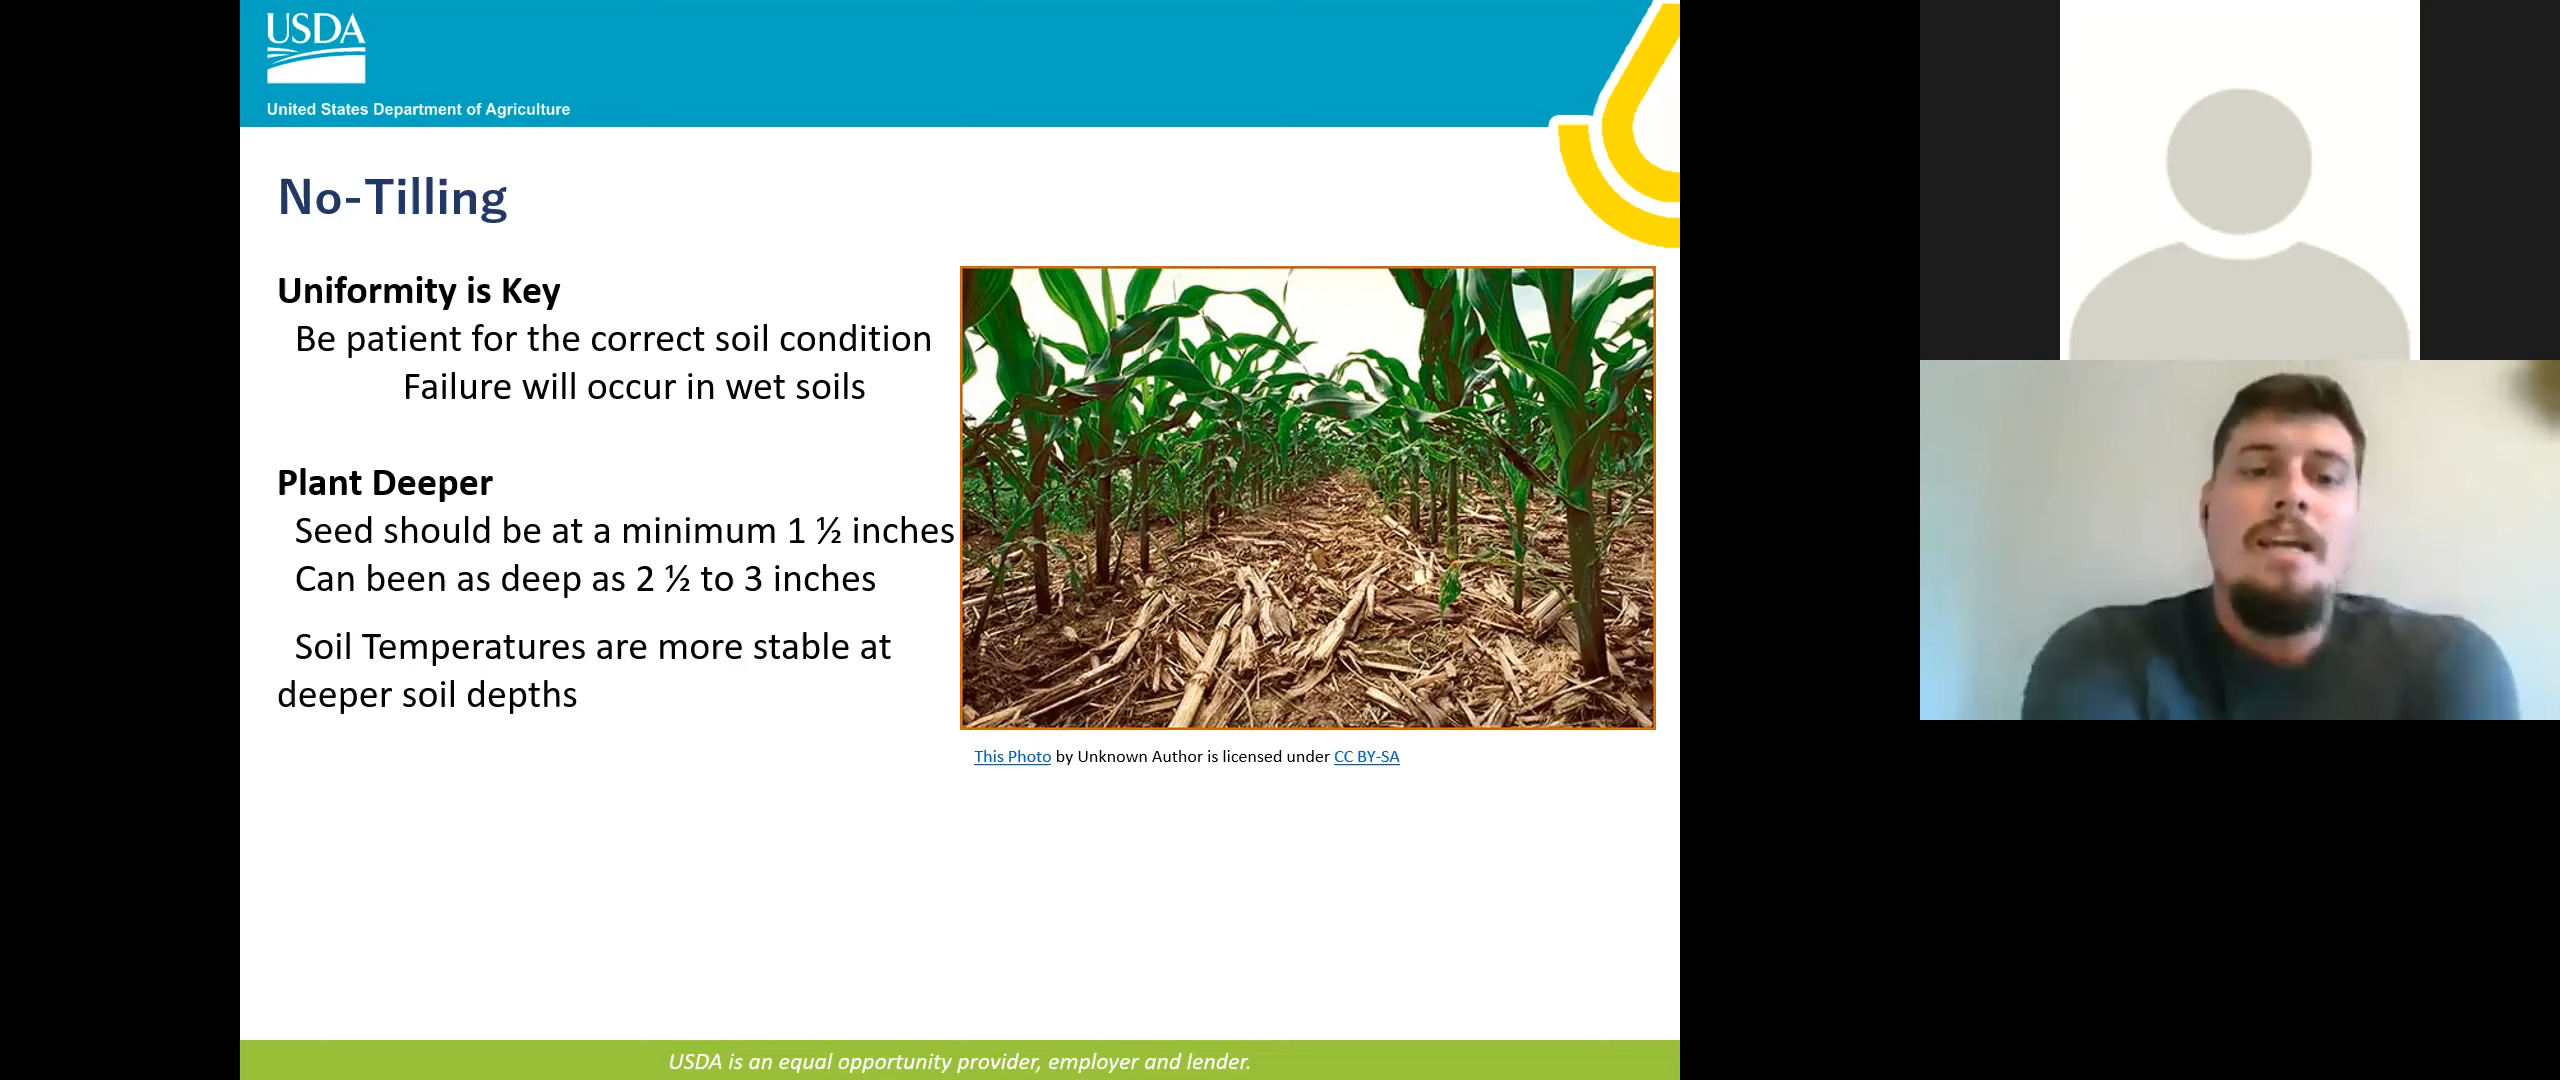 USDA
United States Department of Agriculture
No-Tilling
Uniformity is Key
Be patient for the correct soil condition
Failure will occur in wet soils
Plant Deeper
Seed should be at a minimum 1 ½ inches
Can been as deep as 2 ½ to 3 inches
Soil Temperatures are more stable at
deeper soil depths
This Photo by Unknown Author is licensed under CC BY-SA
USDA is an equal opportunity provider, employer and lender.